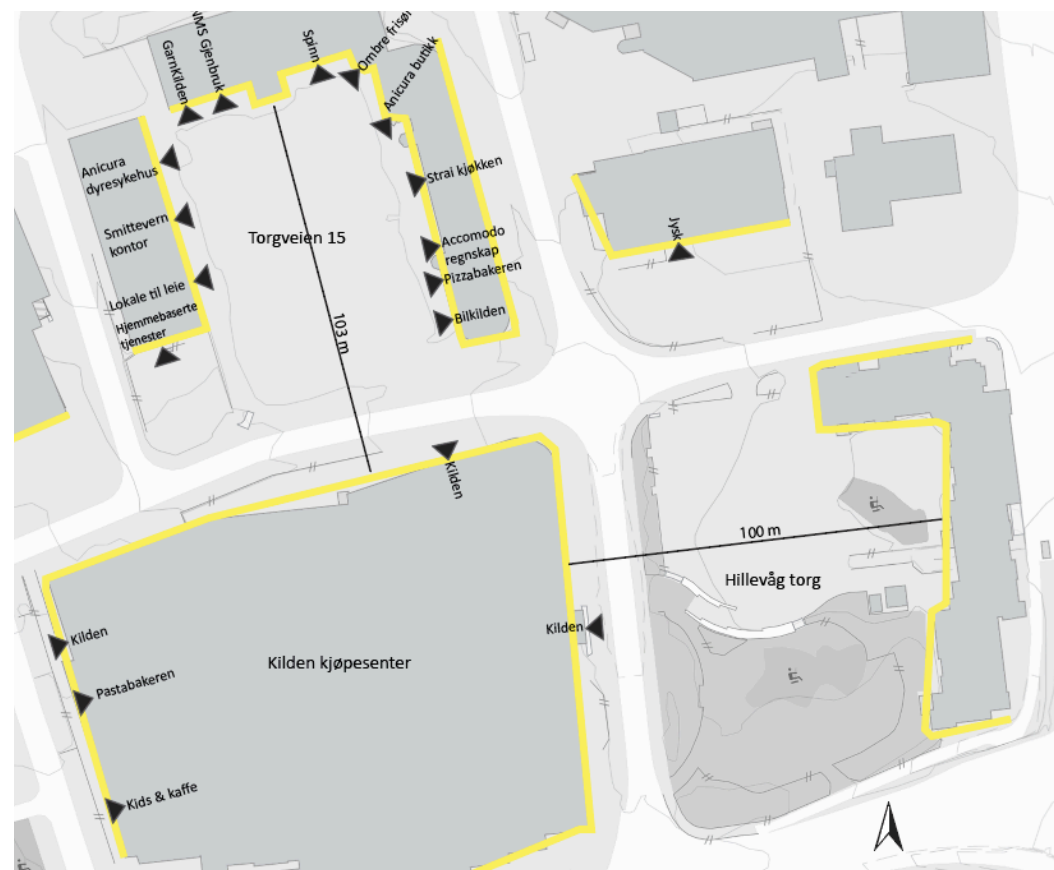 GarnKilden
NMS Gjenbruk
Spinn
Ombre frisør
Anicura butikk
Anicura
dyresykehus
Smittevern
kontor
Lokale til leie
Hjemmebaserte
tjenester
Torgveien 15
103 m
Strai kjøkken
Accomodo
regnskap
Pizzabakeren
Bilkilden
Jysk
Kilden
100 m
Hillevåg torg
Kilden
Kilden
Pastabakeren
Kilden kjøpesenter
Kids & kaffe